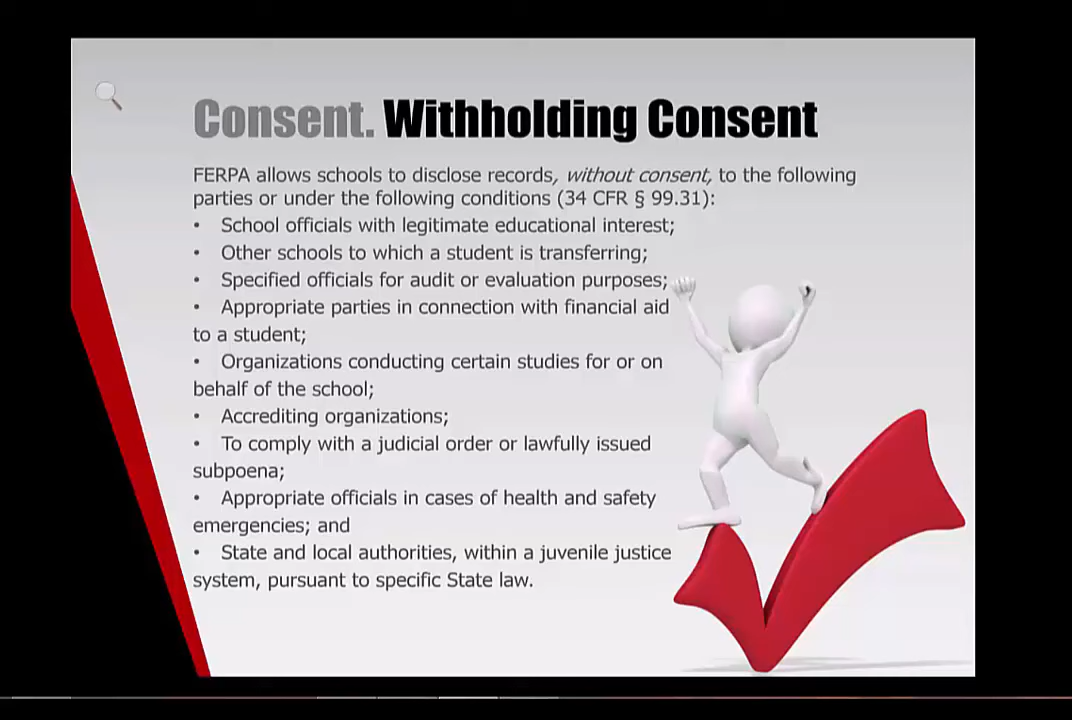 Consent. Withholding Consent
FERPA allows schools to disclose records, without consent, to the following
parties or under the following conditions (34 CFR § 99.31):
• School officials with legitimate educational interest;
• Other schools to which a student is transferring;
• Specified officials for audit or evaluation purposes;
• Appropriate parties in connection with financial aid
to a student;
• Organizations conducting certain studies for or on
behalf of the school;
• Accrediting organizations;
• To comply with a judicial order or lawfully issued
subpoena;
• Appropriate officials in cases of health and safety
emergencies; and
• State and local authorities, within a juvenile justice
system, pursuant to specific State law.